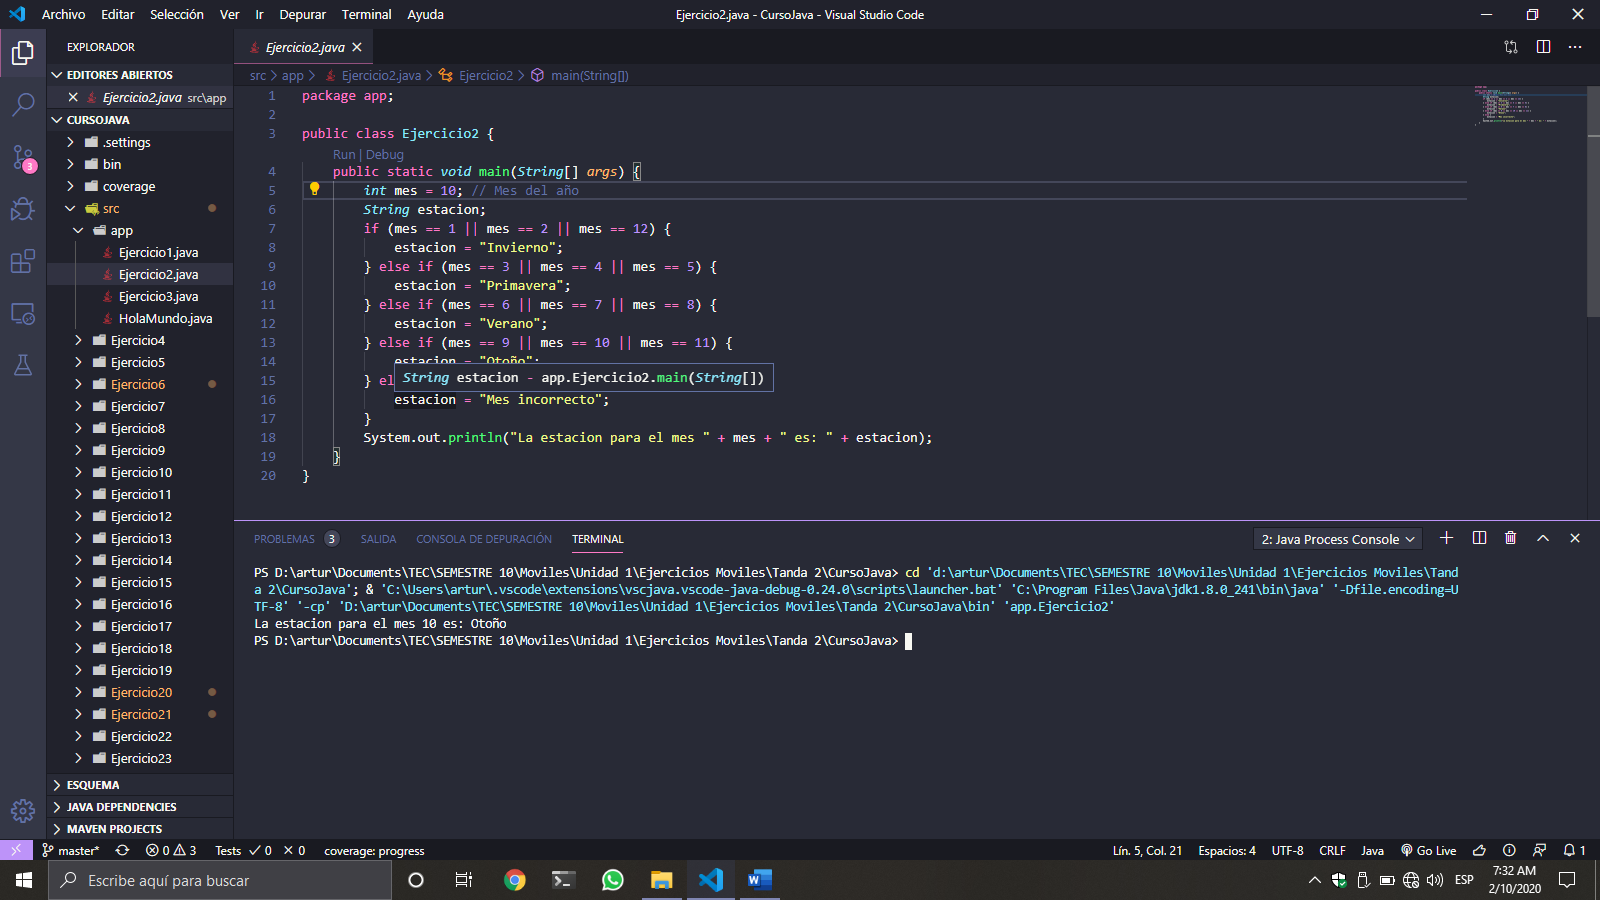 Archivo Editar Selección Ver Ir Depurar Terminal Ayuda
Ejercicio2.java - CursoJava - Visual Studio Code
EXPLORADOR
EDITORES ABIERTOS
Ejercicio2.java src\app
CURSOJAVA
.settings
bin
coverage
src
app
Ejercicio1.java
Ejercicio2.java
Ejercicio3.java
HolaMundo.java
Ejercicio4
Ejercicio5
Ejercicio6
Ejercicio7
Ejercicio8
Ejercicio9
Ejercicio10
Ejercicio11
Ejercicio12
Ejercicio13
Ejercicio14
Ejercicio15
Ejercicio16
Ejercicio17
Ejercicio18
Ejercicio19
Ejercicio20
Ejercicio21
Ejercicio22
Ejercicio23
ESQUEMA
JAVA DEPENDENCIES
MAVEN PROJECTS
3
Ejercicio2.java
src > app > Ejercicio2.java > Ejercicio2 > main(String[])
1 package app;
2
3 public class Ejercicio2 {
Run | Debug
4 public static void main(String[] args) {
5 int mes = 10; // Mes del año
6 String estacion;
7 if (mes == 1 || mes == 2 || mes == 12) {
8 estacion = "Invierno";
9 } else if (mes == 3 || mes == 4 || mes == 5) {
10 estacion = "Primavera";
11 } else if (mes == 6 || mes == 7 || mes == 8) {
12 estacion = "Verano";
13 } else if (mes == 9 || mes == 10 || mes == 11) {
14 estacion = "Otoño";
15 } el
String estacion - app.Ejercicio2.main(String[])
16 estacion = "Mes incorrecto";
17 }
18 System.out.println("La estacion para el mes " + mes + " es: " + estacion);
19 }
20 }
PROBLEMAS 3 SALIDA CONSOLA DE DEPURACIÓN TERMINAL
2: Java Process Console
PS D:\artur\Documents\TEC\SEMESTRE 10\Moviles\Unidad 1\Ejercicios Moviles\Tanda 2\CursoJava> cd 'd:\artur\Documents\TEC\SEMESTRE 10\Moviles\Unidad 1\Ejercicios Moviles\Tand
a 2\CursoJava'; & 'C:\Users\artur\.vscode\extensions\vscjava.vscode-java-debug-0.24.0\scripts\launcher.bat' 'C:\Program Files\Java\jdk1.8.0_241\bin\java' '-Dfile.encoding=U
TF-8' '-cp' 'D:\artur\Documents\TEC\SEMESTRE 10\Moviles\Unidad 1\Ejercicios Moviles\Tanda 2\CursoJava\bin' 'app.Ejercicio2'
La estacion para el mes 10 es: Otoño
PS D:\artur\Documents\TEC\SEMESTRE 10\Moviles\Unidad 1\Ejercicios Moviles\Tanda 2\CursoJava>
master* 0 3 Tests 0 0 coverage: progress
Lín. 5, Col. 21 Espacios: 4 UTF-8 CRLF Java Go Live 1
Escribe aquí para buscar
ESP
7:32 AM
2/10/2020